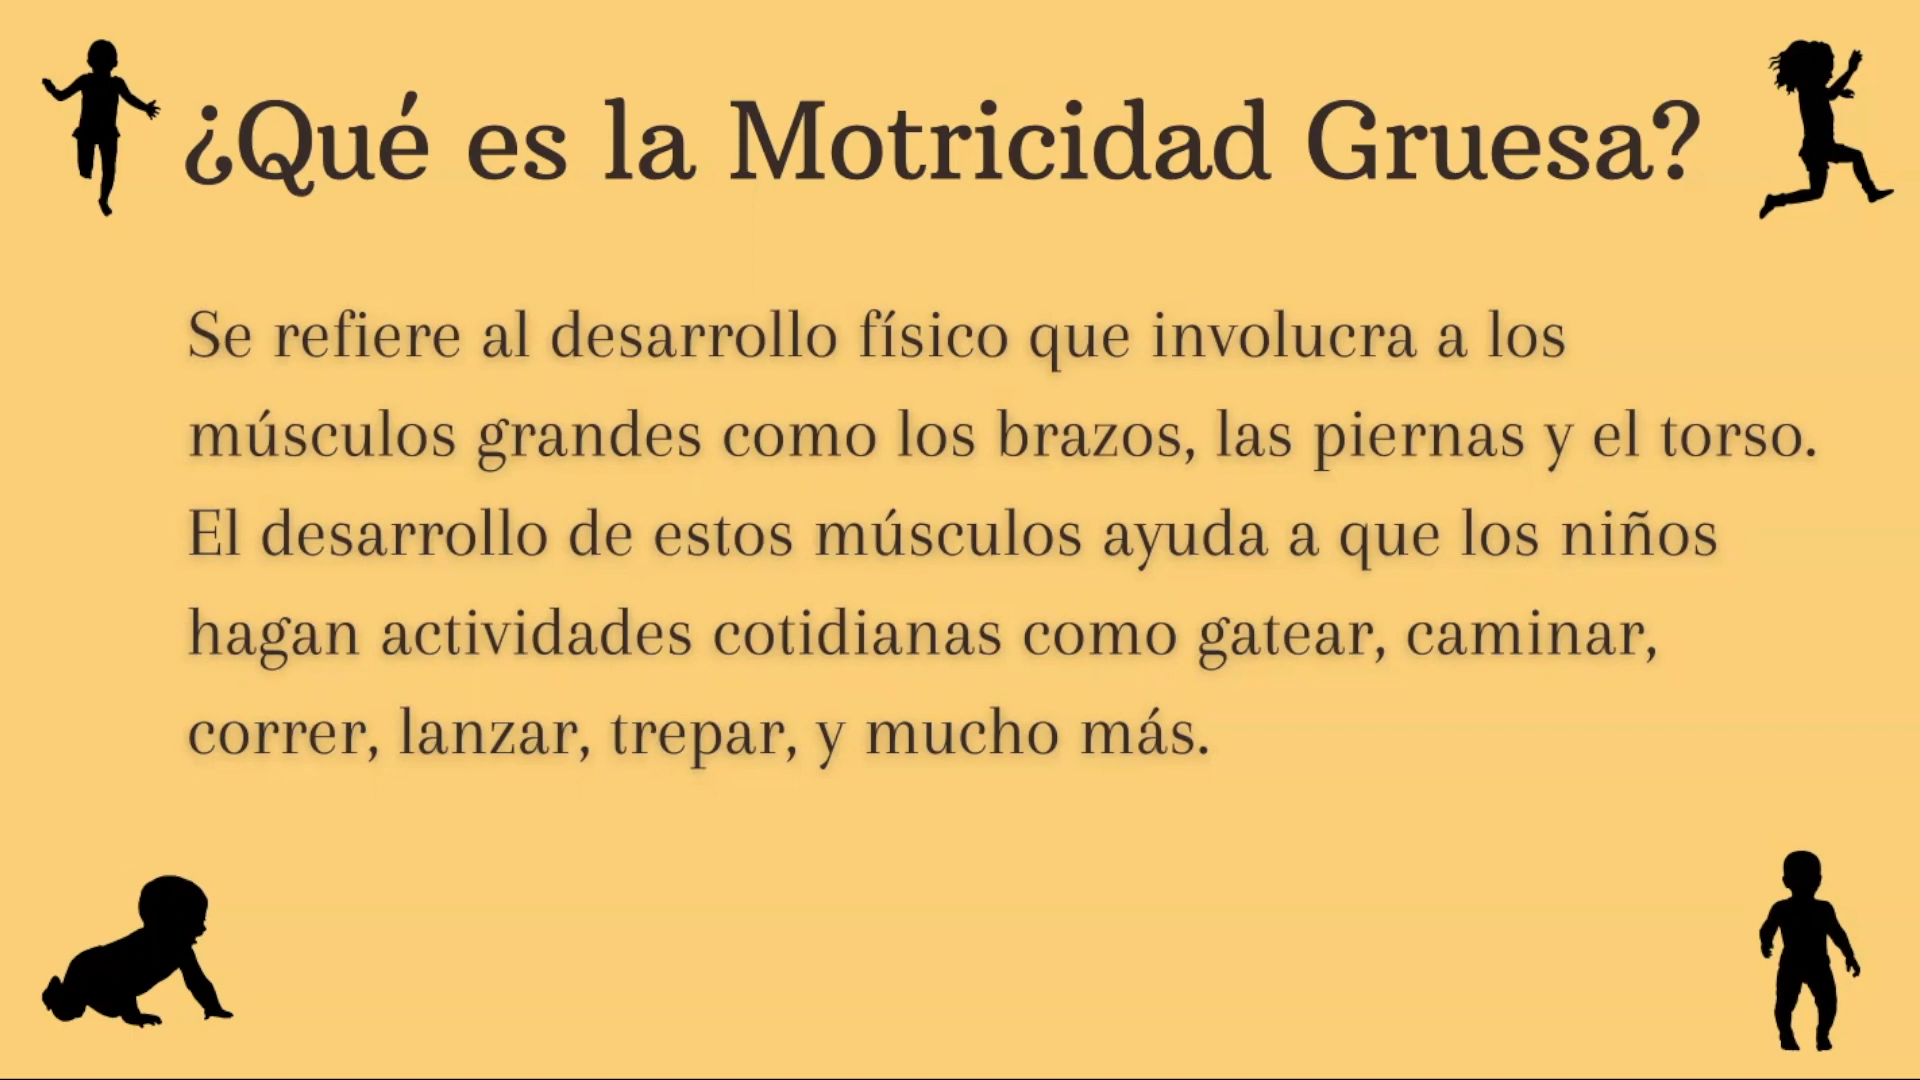 ¿Qué es la Motricidad Gruesa?
Se refiere al desarrollo físico que involucra a los
músculos grandes como los brazos, las piernas y el torso.
El desarrollo de estos músculos ayuda a que los niños
hagan actividades cotidianas como gatear, caminar,
correr, lanzar, trepar, y mucho más.